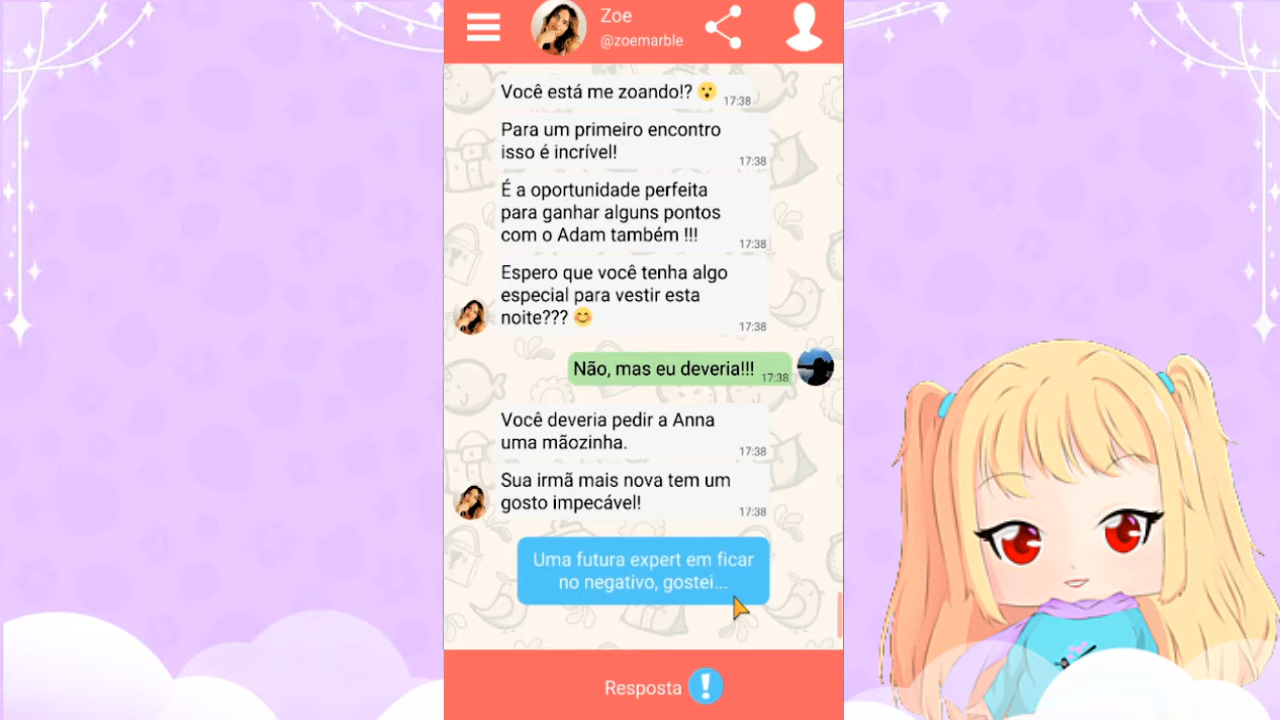 Zoe
@zoemarble
Você está me zoando!? 😮
17:38
Para um primeiro encontro
isso é incrível!
17:38
É a oportunidade perfeita
para ganhar alguns pontos
com o Adam também !!!
17:38
Espero que você tenha algo
especial para vestir esta
noite??? 😊
17:38
Não, mas eu deveria!!!
17:38
Você deveria pedir a Anna
uma mãozinha.
17:38
Sua irmã mais nova tem um
gosto impecável!
17:38
Uma futura expert em ficar
no negativo, gostei...
Resposta